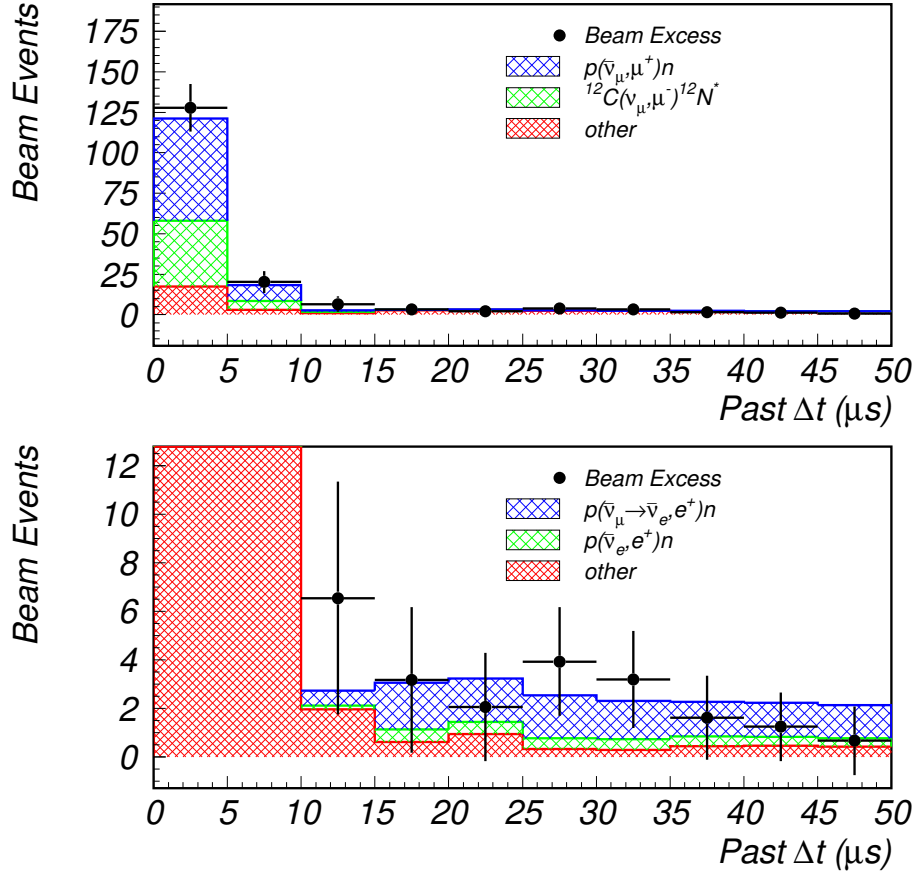 Beam Events
175
150
125
100
75
50
25
0
Beam Excess
p(ν̄μ,μ⁺)n
¹²C(νμ,μ⁻)¹²N*
other
0 5 10 15 20 25 30 35 40 45 50
Past Δt (μs)
Beam Events
12
10
8
6
4
2
0
Beam Excess
p(ν̄μ→ν̄e,e⁺)n
p(ν̄e,e⁺)n
other
0 5 10 15 20 25 30 35 40 45 50
Past Δt (μs)